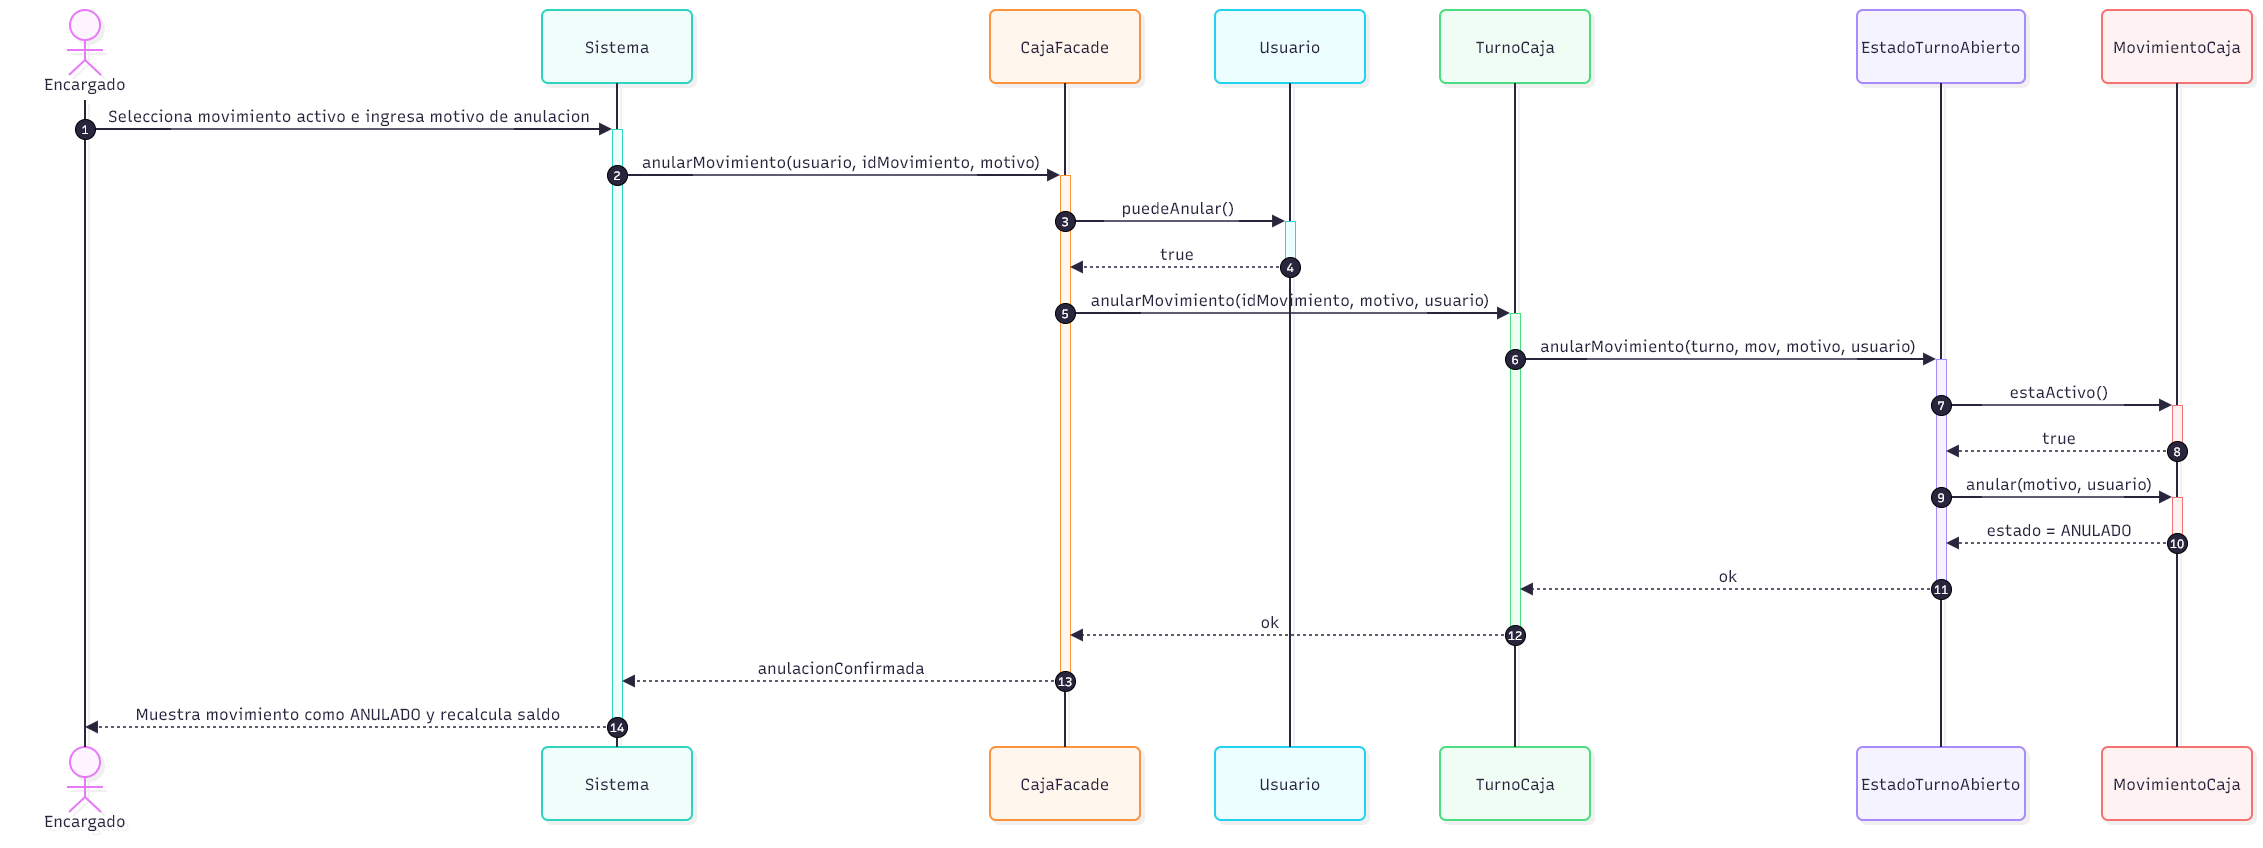 Encargado
Sistema
CajaFacade
Usuario
TurnoCaja
EstadoTurnoAbierto
MovimientoCaja
1
Selecciona movimiento activo e ingresa motivo de anulacion
2
anularMovimiento(usuario, idMovimiento, motivo)
3
puedeAnular()
true
4
5
anularMovimiento(idMovimiento, motivo, usuario)
6
anularMovimiento(turno, mov, motivo, usuario)
7
estaActivo()
true
8
9
anular(motivo, usuario)
estado = ANULADO
10
ok
11
ok
12
anulacionConfirmada
13
Muestra movimiento como ANULADO y recalcula saldo
14
Encargado
Sistema
CajaFacade
Usuario
TurnoCaja
EstadoTurnoAbierto
MovimientoCaja